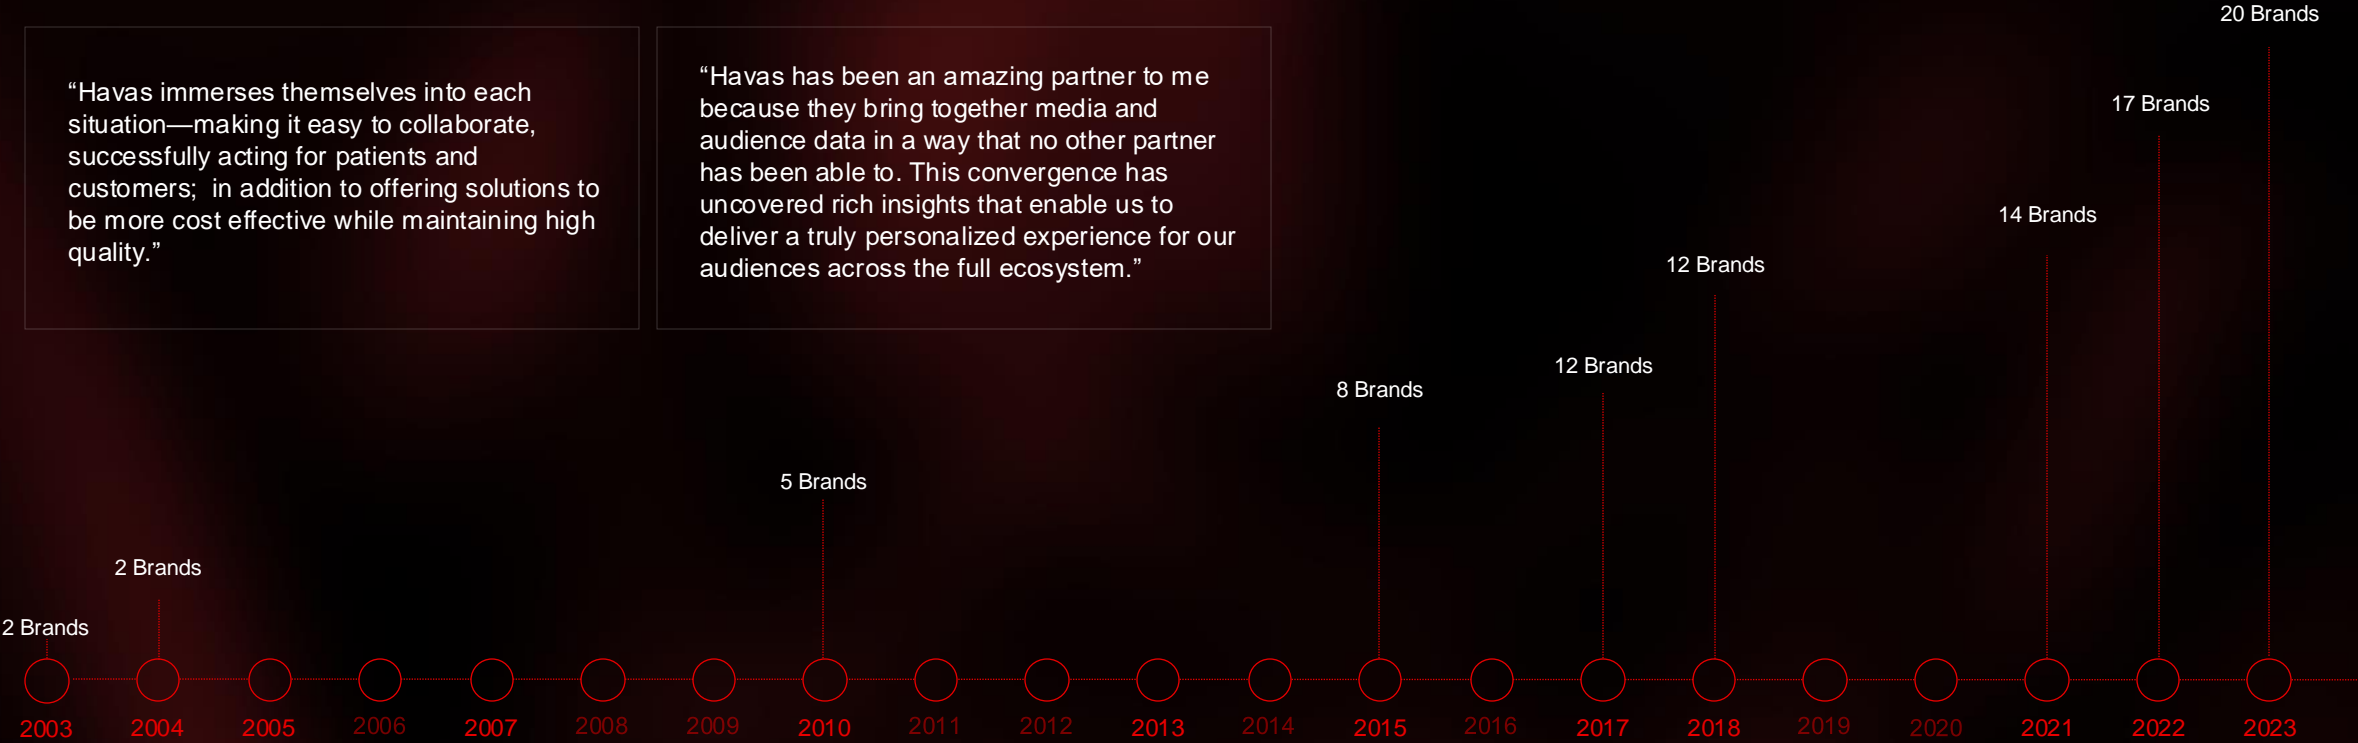 “Havas immerses themselves into each
situation—making it easy to collaborate,
successfully acting for patients and
customers;  in addition to offering solutions to
be more cost effective while maintaining high
quality.”
“Havas has been an amazing partner to me
because they bring together media and
audience data in a way that no other partner
has been able to. This convergence has
uncovered rich insights that enable us to
deliver a truly personalized experience for our
audiences across the full ecosystem.”
2 Brands
2 Brands
5 Brands
8 Brands
12 Brands
12 Brands
14 Brands
17 Brands
20 Brands
2003 2004 2005 2006 2007 2008 2009 2010 2011 2012 2013 2014 2015 2016 2017 2018 2019 2020 2021 2022 2023